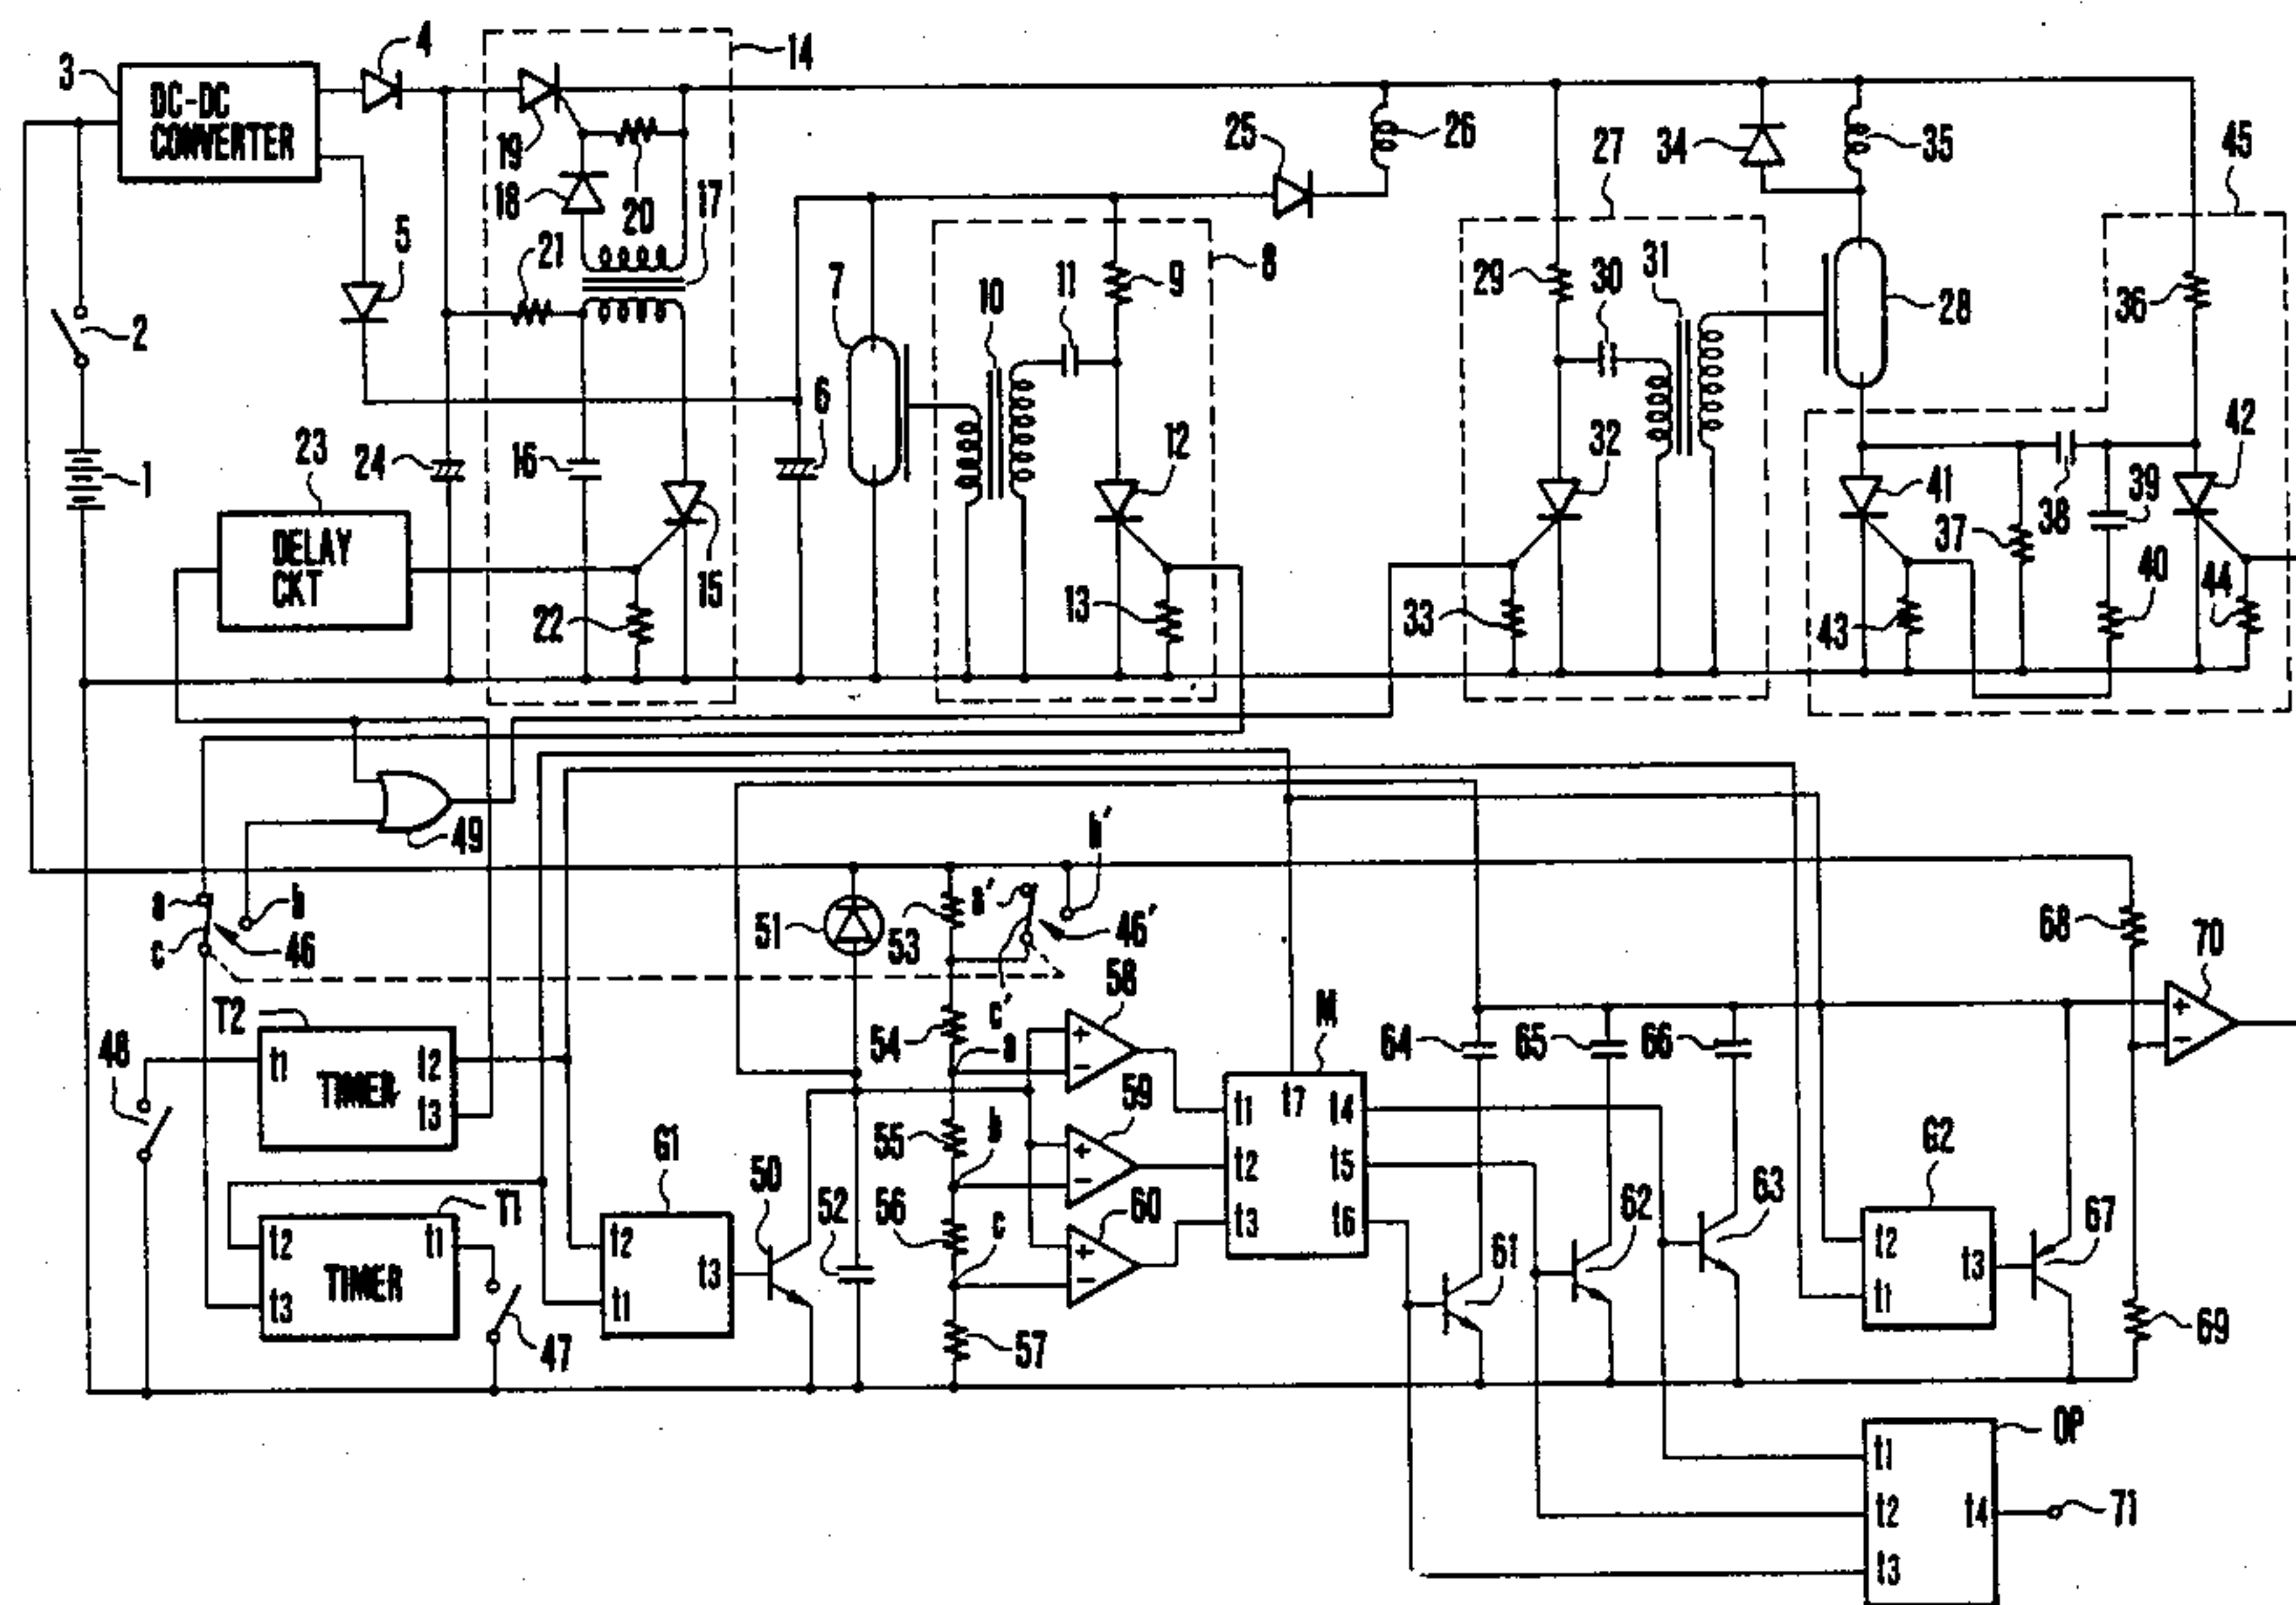 4
14
3
DC-DC
CONVERTER
19
25
26
34
35
27
45
18
20
17
5
21
7
8
29
30
31
28
36
10
11
9
2
6
12
32
42
23
24
16
41
38
39
1
37
DELAY
CKT
15
22
13
33
43
40
44
49
b'
a
b
c
46
51
53
a'
46'
68
70
c'
58
T2
54
a
M
48
t1
t2
TIMER
t3
59
64
65
66
t1
t7
t4
55
b
61
50
52
t2
t5
62
T1
56
c
60
62
63
t2
t1
t2
t3
t6
t2
67
TIMER
t3
61
t3
t3
t1
t1
57
69
47
OP
t1
t2
t4
71
t3